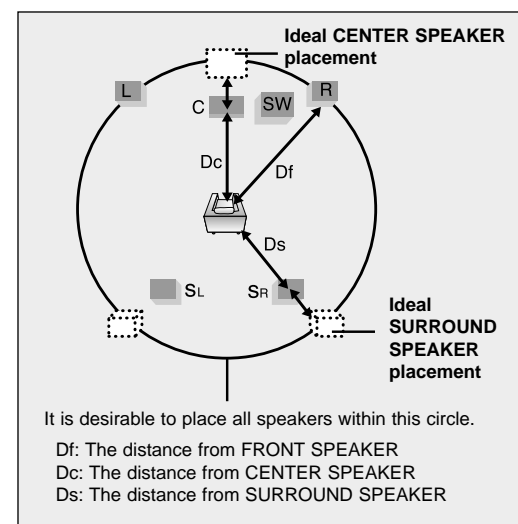 Ideal CENTER SPEAKER
placement
L
R
C
SW
Dc
Df
Ds
SL
SR
Ideal
SURROUND
SPEAKER
placement
It is desirable to place all speakers within this circle.
Df: The distance from FRONT SPEAKER
Dc: The distance from CENTER SPEAKER
Ds: The distance from SURROUND SPEAKER